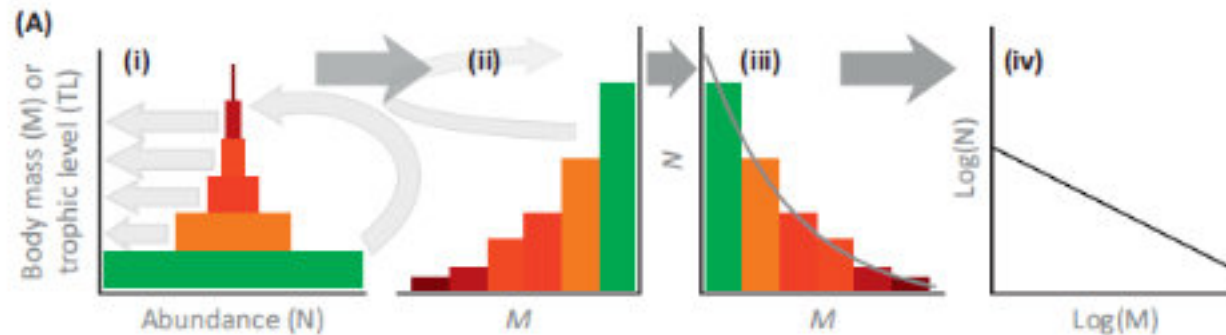 (A)
(i)
(ii)
(iii)
(iv)
Body mass (M) or
trophic level (TL)
N
Log(N)
Abundance (N)
M
M
Log(M)